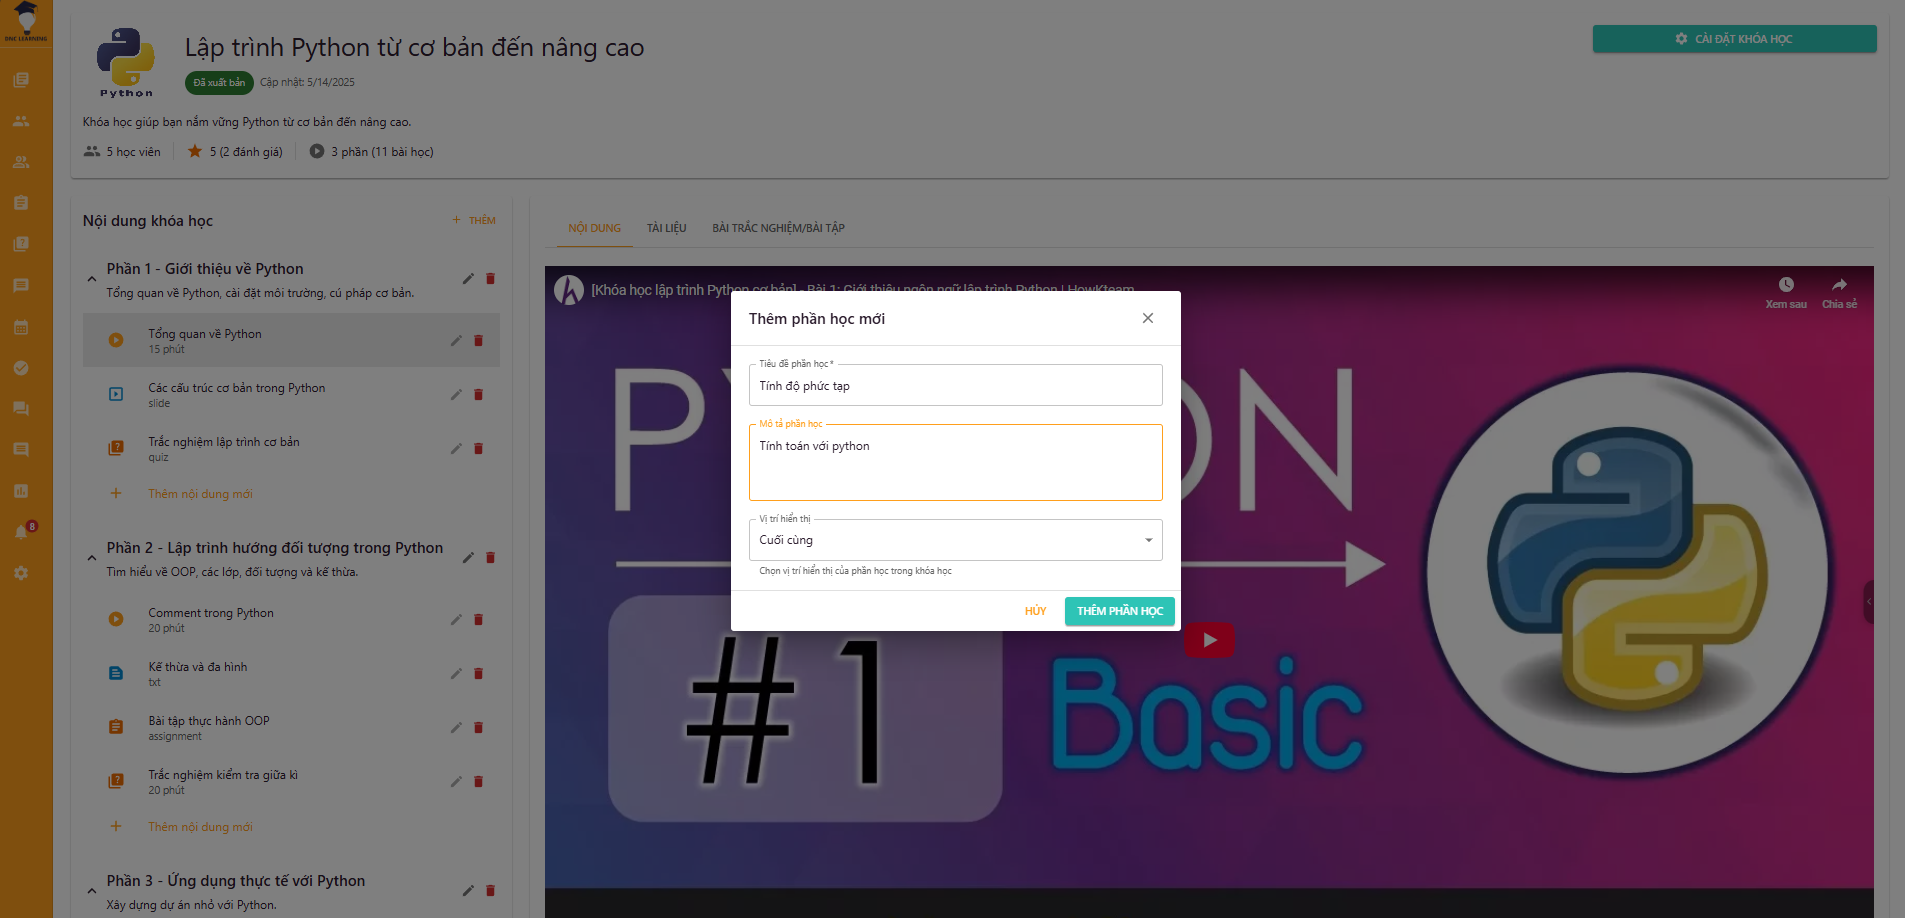 ONE LEARNING
Python
Lập trình Python từ cơ bản đến nâng cao
Đã xuất bản
Cập nhật: 5/14/2025
CÀI ĐẶT KHÓA HỌC
Khóa học giúp bạn nắm vững Python từ cơ bản đến nâng cao.
5 học viên
5 (2 đánh giá)
3 phần (11 bài học)
8
Nội dung khóa học
THÊM
Phần 1 - Giới thiệu về Python
Tổng quan về Python, cài đặt môi trường, cú pháp cơ bản.
Tổng quan về Python
15 phút
Các cấu trúc cơ bản trong Python
slide
Trắc nghiệm lập trình cơ bản
quiz
Thêm nội dung mới
Phần 2 - Lập trình hướng đối tượng trong Python
Tìm hiểu về OOP, các lớp, đối tượng và kế thừa.
Comment trong Python
20 phút
Kế thừa và đa hình
txt
Bài tập thực hành OOP
assignment
Trắc nghiệm kiểm tra giữa kì
20 phút
Thêm nội dung mới
Phần 3 - Ứng dụng thực tế với Python
Xây dựng dự án nhỏ với Python.
NỘI DUNG
TÀI LIỆU
BÀI TRẮC NGHIỆM/BÀI TẬP
[Khóa học lập trình Python cơ bản] - Bài 1: Giới thiệu ngôn ngữ lập trình Python | HowKteam
Xem sau
Chia sẻ
P
ON
#1
Basic
Thêm phần học mới
Tiêu đề phần học *
Tính độ phức tạp
Mô tả phần học
Tính toán với python
Vị trí hiển thị
Cuối cùng
Chọn vị trí hiển thị của phần học trong khóa học
HỦY
THÊM PHẦN HỌC